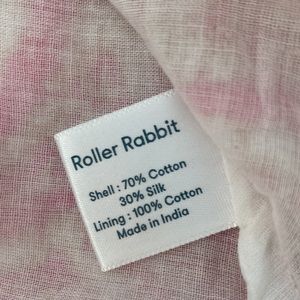 Roller Rabbit
Shell : 70% Cotton
30% Silk
Lining : 100% Cotton
Made in India